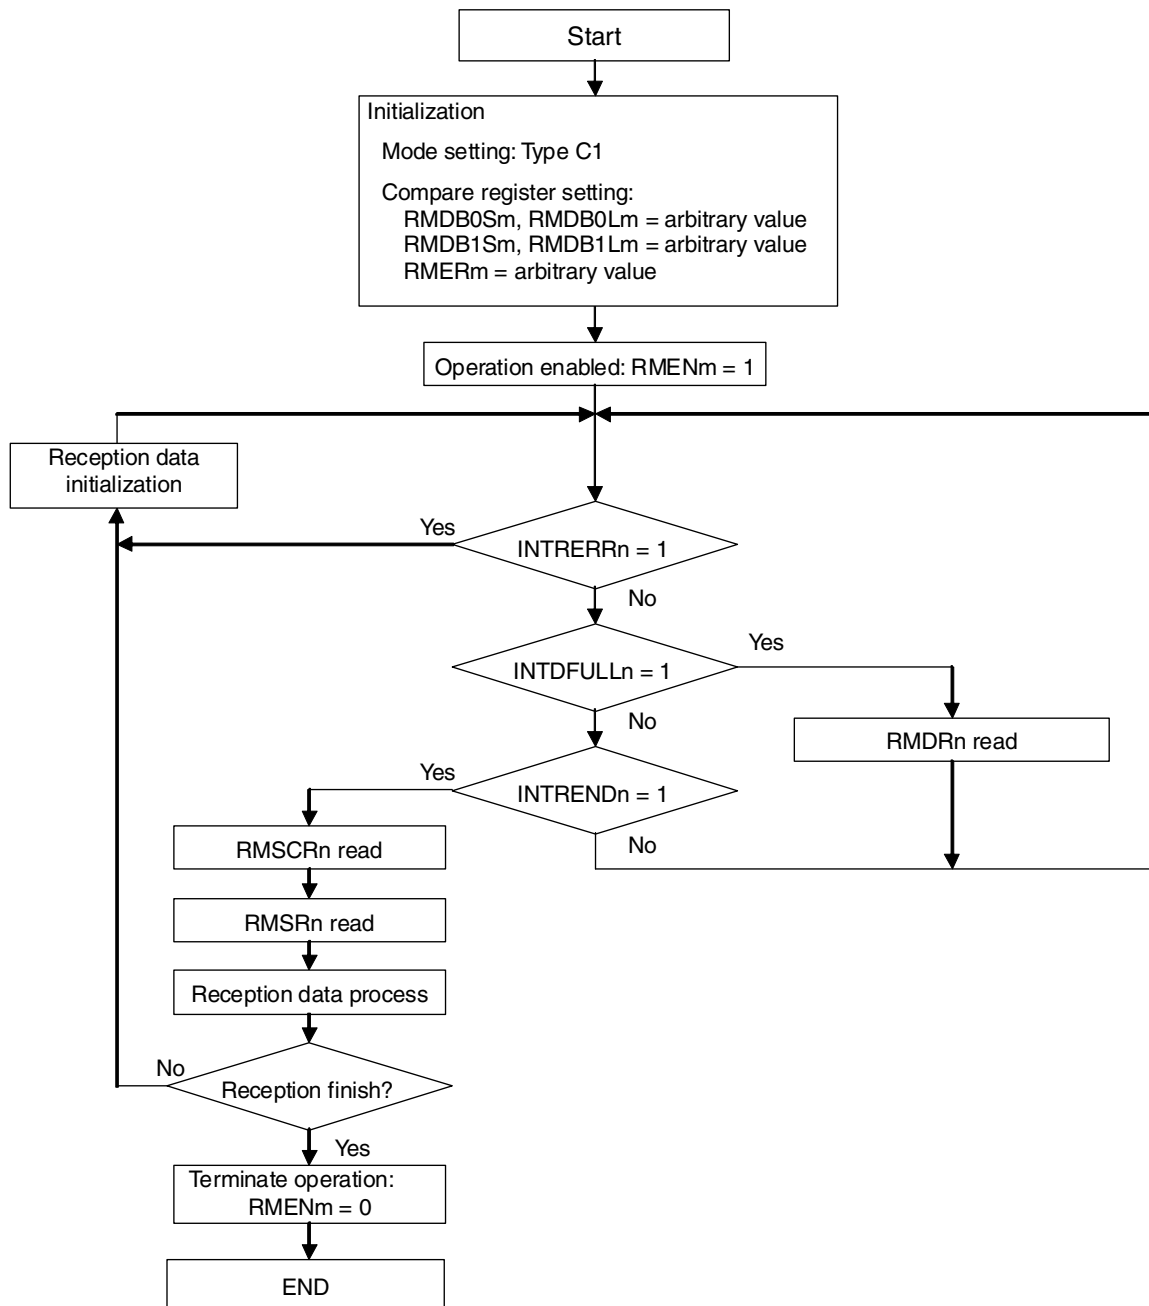 Start
Initialization
Mode setting: Type C1
Compare register setting:
RMDB0Sm, RMDB0Lm = arbitrary value
RMDB1Sm, RMDB1Lm = arbitrary value
RMERm = arbitrary value
Operation enabled: RMENm = 1
Reception data
initialization
Yes
INTRERRn = 1
No
Yes
INTDFULLn = 1
No
RMDRn read
Yes
INTRENDn = 1
No
RMSCRn read
RMSRn read
Reception data process
No
Reception finish?
Yes
Terminate operation:
RMENm = 0
END